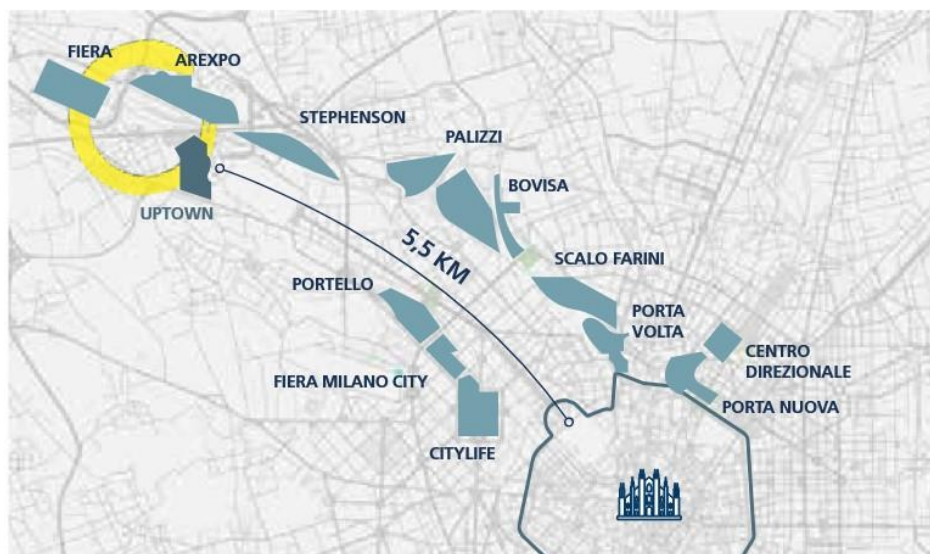 FIERA
AREXPO
STEPHENSON
PALIZZI
BOVISA
UPTOWN
5,5 KM
SCALO FARINI
PORTELLO
PORTA
VOLTA
CENTRO
DIREZIONALE
FIERA MILANO CITY
PORTA NUOVA
CITYLIFE